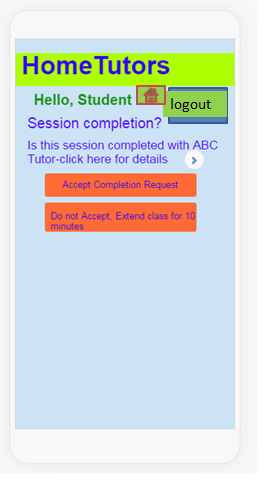 HomeTutors
Hello, Student
logout
Session completion?
Is this session completed with ABC
Tutor-click here for details
Accept Completion Request
Do not Accept, Extend class for 10
minutes